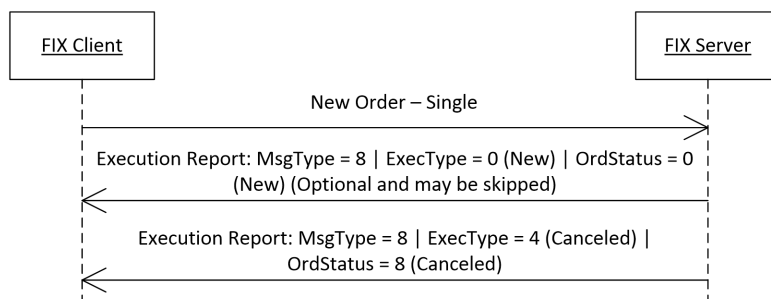 FIX Client
FIX Server
New Order – Single
Execution Report: MsgType = 8 | ExecType = 0 (New) | OrdStatus = 0
(New) (Optional and may be skipped)
Execution Report: MsgType = 8 | ExecType = 4 (Canceled) |
OrdStatus = 8 (Canceled)